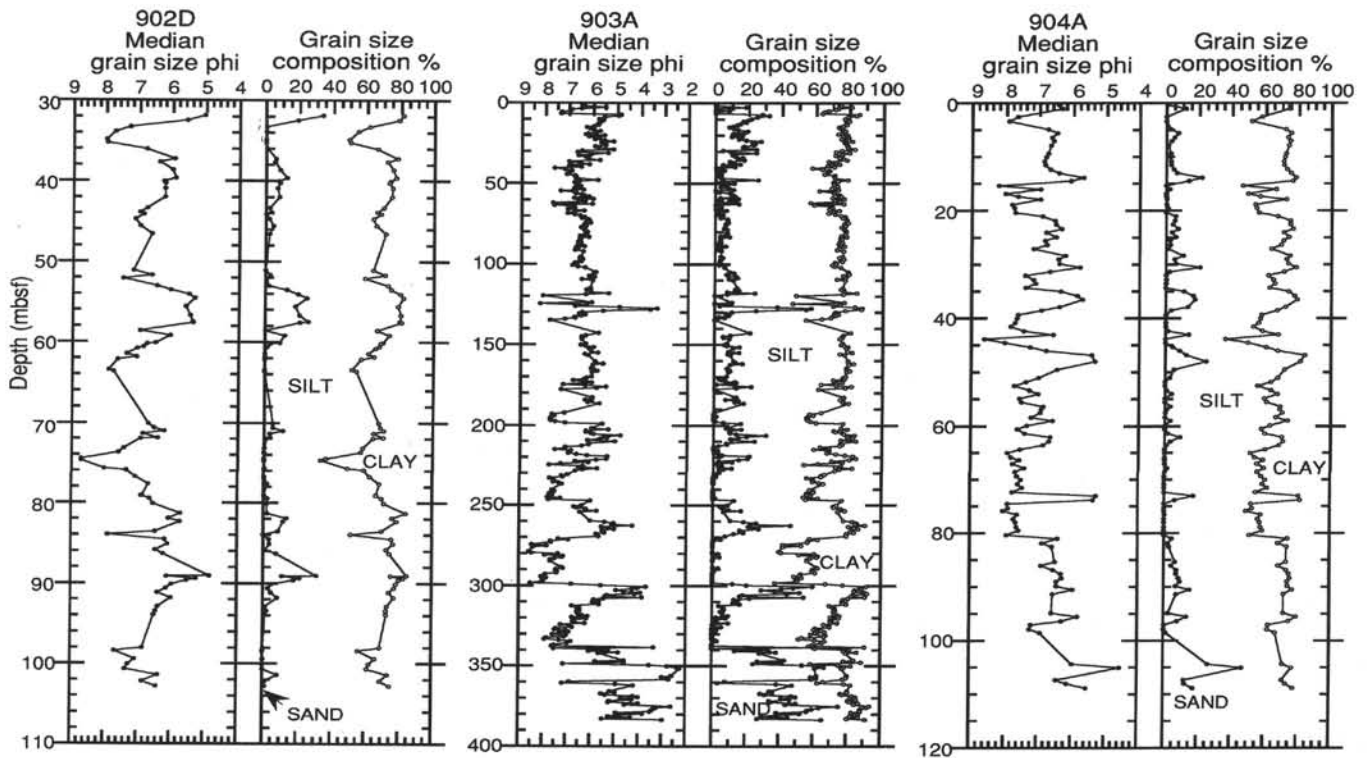 902D
Median
grain size phi
Grain size
composition %
9 8 7 6 5 4
0 20 40 60 80 100
30
40
50
60
70
80
90
100
110
Depth (mbsf)
SILT
CLAY
SAND
903A
Median
grain size phi
Grain size
composition %
9 8 7 6 5 4 3 2
0 20 40 60 80 100
0
50
100
150
200
250
300
350
400
SILT
CLAY
SAND
904A
Median
grain size phi
Grain size
composition %
9 8 7 6 5 4
0 20 40 60 80 100
0
20
40
60
80
100
120
SILT
CLAY